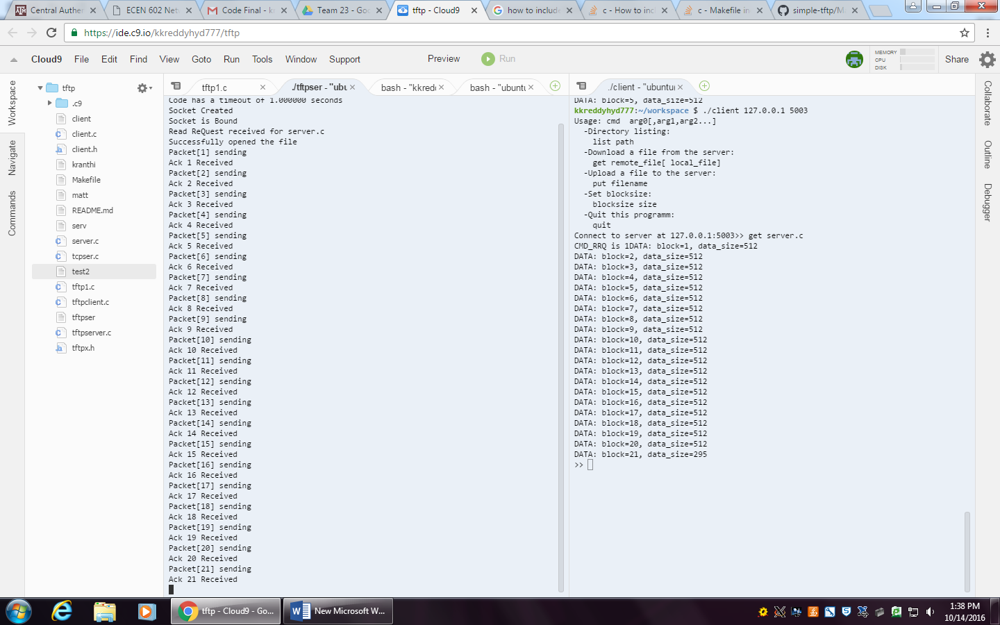 Central Authen
ECEN 602 Net
Code Final - k
Team 23 - Goo
tftp - Cloud9
how to include
c - How to incl
c - Makefile in
simple-tftp/M
https://ide.c9.io/kkreddyhyd777/tftp
Cloud9 File Edit Find View Goto Run Tools Window Support Preview Run MEMORY CPU DISK Share
Workspace
Navigate
Commands
tftp
.c9
client
client.c
client.h
kranthi
Makefile
matt
README.md
serv
server.c
tcpser.c
test2
tftp1.c
tftpclient.c
tftpser
tftpserver.c
tftpx.h
tftp1.c
./tftpser - "ubu
bash - "kkredd
bash - "ubuntu
Code has a timeout of 1.000000 seconds
Socket Created
Socket is Bound
Read ReQuest received for server.c
Successfully opened the file
Packet[1] sending
Ack 1 Received
Packet[2] sending
Ack 2 Received
Packet[3] sending
Ack 3 Received
Packet[4] sending
Ack 4 Received
Packet[5] sending
Ack 5 Received
Packet[6] sending
Ack 6 Received
Packet[7] sending
Ack 7 Received
Packet[8] sending
Ack 8 Received
Packet[9] sending
Ack 9 Received
Packet[10] sending
Ack 10 Received
Packet[11] sending
Ack 11 Received
Packet[12] sending
Ack 12 Received
Packet[13] sending
Ack 13 Received
Packet[14] sending
Ack 14 Received
Packet[15] sending
Ack 15 Received
Packet[16] sending
Ack 16 Received
Packet[17] sending
Ack 17 Received
Packet[18] sending
Ack 18 Received
Packet[19] sending
Ack 19 Received
Packet[20] sending
Ack 20 Received
Packet[21] sending
Ack 21 Received
./client - "ubuntu
DATA: block=5, data_size=512
kkreddyhyd777:~/workspace $ ./client 127.0.0.1 5003
Usage: cmd  arg0[,arg1,arg2...]
-Directory listing:
list path
-Download a file from the server:
get remote_file[ local_file]
-Upload a file to the server:
put filename
-Set blocksize:
blocksize size
-Quit this programm:
quit
Connect to server at 127.0.0.1:5003>> get server.c
CMD_RRQ is 1DATA: block=1, data_size=512
DATA: block=2, data_size=512
DATA: block=3, data_size=512
DATA: block=4, data_size=512
DATA: block=5, data_size=512
DATA: block=6, data_size=512
DATA: block=7, data_size=512
DATA: block=8, data_size=512
DATA: block=9, data_size=512
DATA: block=10, data_size=512
DATA: block=11, data_size=512
DATA: block=12, data_size=512
DATA: block=13, data_size=512
DATA: block=14, data_size=512
DATA: block=15, data_size=512
DATA: block=16, data_size=512
DATA: block=17, data_size=512
DATA: block=18, data_size=512
DATA: block=19, data_size=512
DATA: block=20, data_size=512
DATA: block=21, data_size=295
>>
Collaborate
Outline
Debugger
tftp - Cloud9 - Go...
New Microsoft W...
1:38 PM
10/14/2016